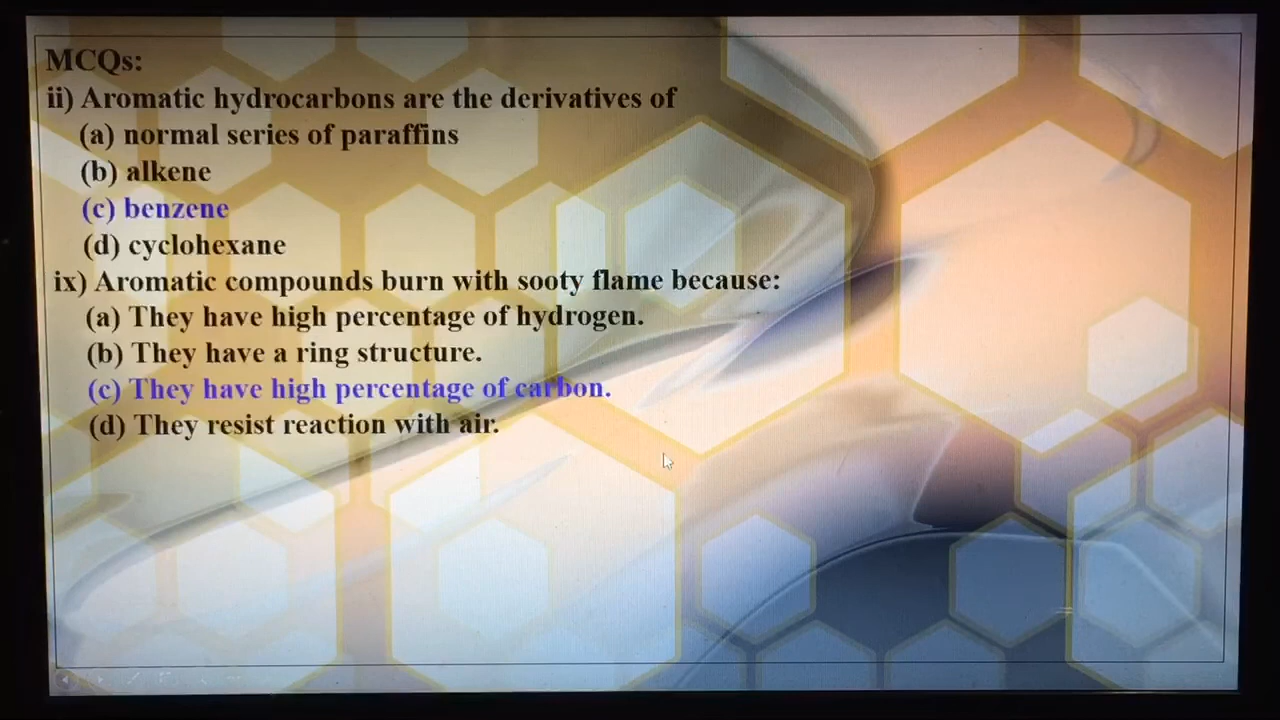 MCQs:
ii) Aromatic hydrocarbons are the derivatives of
(a) normal series of paraffins
(b) alkene
(c) benzene
(d) cyclohexane
ix) Aromatic compounds burn with sooty flame because:
(a) They have high percentage of hydrogen.
(b) They have a ring structure.
(c) They have high percentage of carbon.
(d) They resist reaction with air.